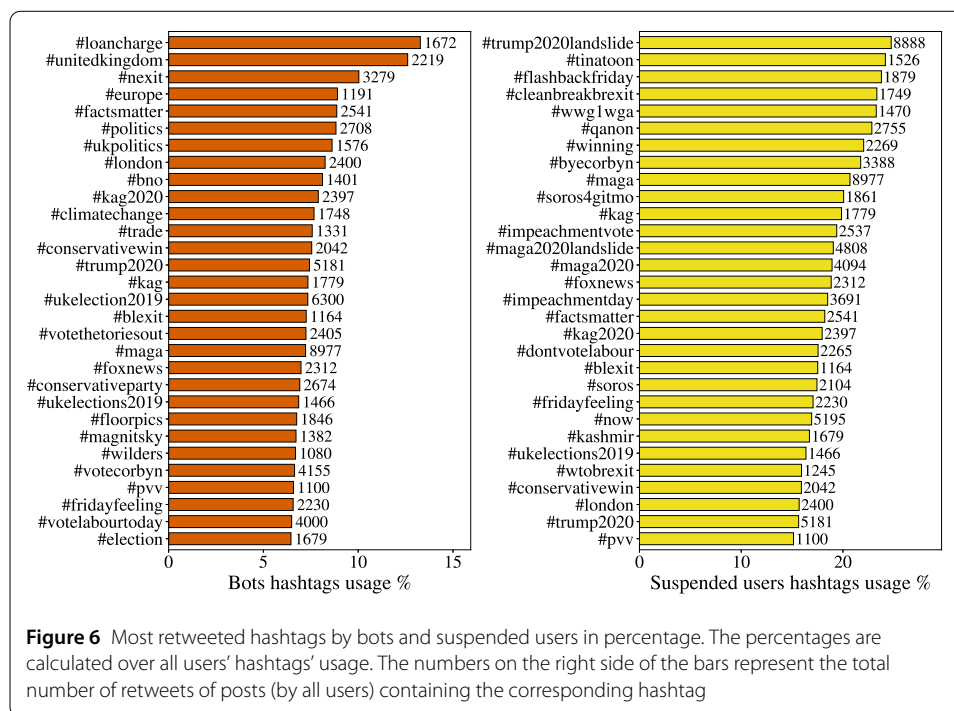 #loancharge 1672
#unitedkingdom 2219
#nexit 3279
#europe 1191
#factsmatter 2541
#politics 2708
#ukpolitics 1576
#london 2400
#bno 1401
#kag2020 2397
#climatechange 1748
#trade 1331
#conservativewin 2042
#trump2020 5181
#kag 1779
#ukelection2019 6300
#blexit 1164
#votethetoriesout 2405
#maga 8977
#foxnews 2312
#conservativeparty 2674
#ukelections2019 1466
#floorpics 1846
#magnitsky 1382
#wilders 1080
#votecorbyn 4155
#pvv 1100
#fridayfeeling 2230
#votelabourtoday 4000
#election 1679
0 5 10 15
Bots hashtags usage %
#trump2020landslide 8888
#tinatoon 1526
#flashbackfriday 1879
#cleanbreakbrexit 1749
#wwg1wga 1470
#qanon 2755
#winning 2269
#byecorbyn 3388
#maga 8977
#soros4gitmo 1861
#kag 1779
#impeachmentvote 2537
#maga2020landslide 4808
#maga2020 4094
#foxnews 2312
#impeachmentday 3691
#factsmatter 2541
#kag2020 2397
#dontvotelabour 2265
#blexit 1164
#soros 2104
#fridayfeeling 2230
#now 5195
#kashmir 1679
#ukelections2019 1466
#wtobrexit 1245
#conservativewin 2042
#london 2400
#trump2020 5181
#pvv 1100
0 10 20
Suspended users hashtags usage %
Figure 6 Most retweeted hashtags by bots and suspended users in percentage. The percentages are
calculated over all users' hashtags' usage. The numbers on the right side of the bars represent the total
number of retweets of posts (by all users) containing the corresponding hashtag